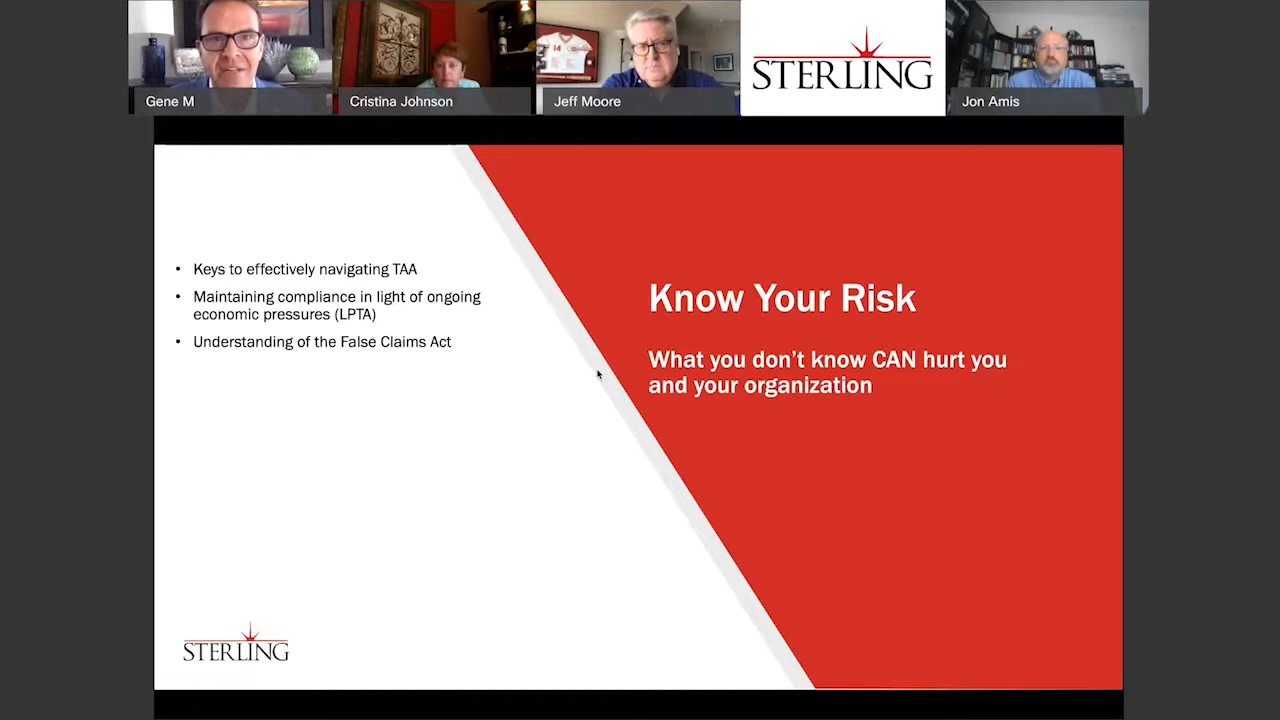 Gene M
Cristina Johnson
Jeff Moore
STERLING
Jon Amis
14
• Keys to effectively navigating TAA
• Maintaining compliance in light of ongoing
economic pressures (LPTA)
• Understanding of the False Claims Act
Know Your Risk
What you don't know CAN hurt you
and your organization
STERLING